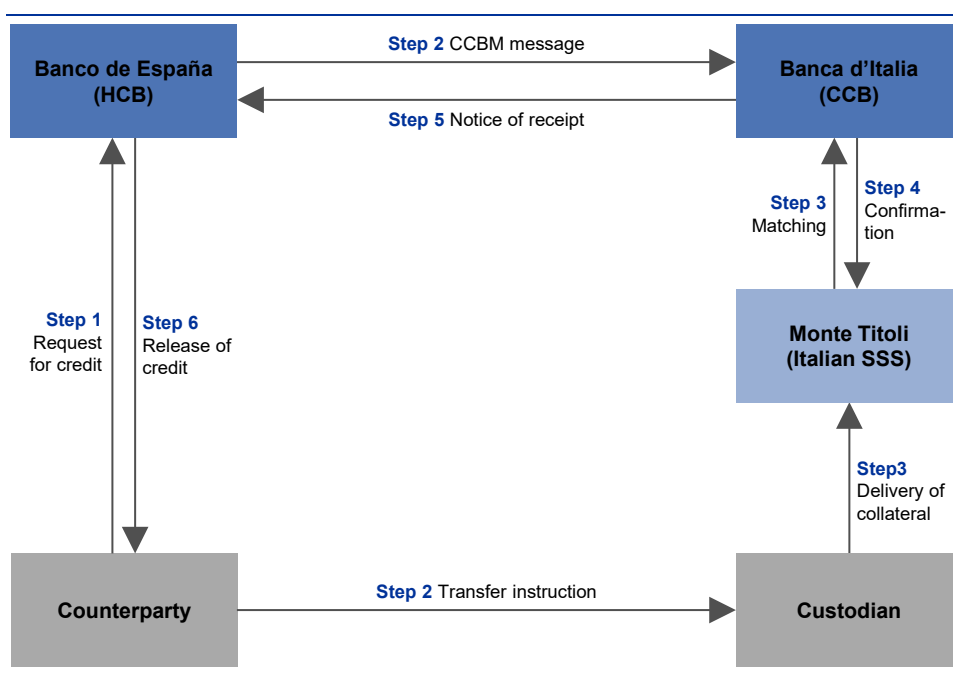 Step 2 CCBM message
Banco de España
(HCB)
Banca d’Italia
(CCB)
Step 5 Notice of receipt
Step 3
Matching
Step 4
Confirma-
tion
Step 1
Request
for credit
Step 6
Release of
credit
Monte Titoli
(Italian SSS)
Step3
Delivery of
collateral
Step 2 Transfer instruction
Counterparty
Custodian